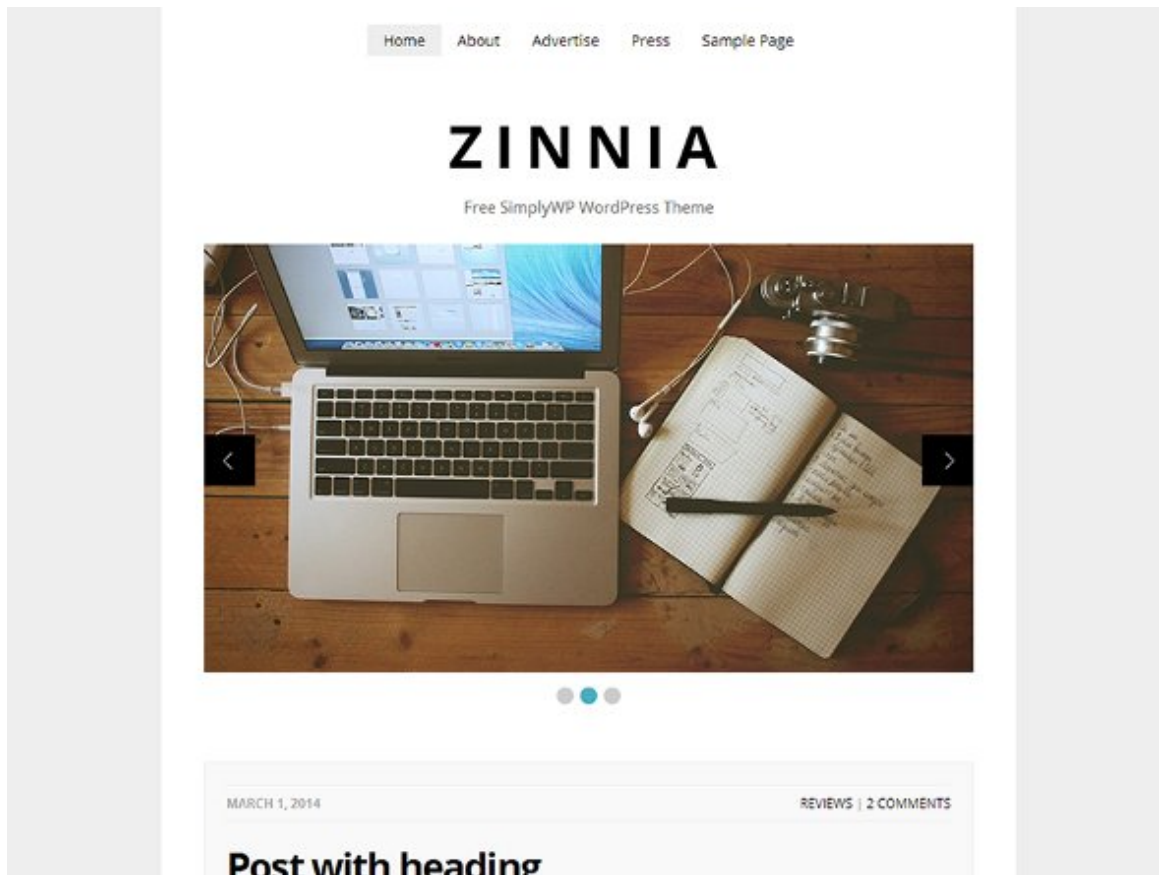 Home About Advertise Press Sample Page
ZINNIA
Free SimplyWP WordPress Theme
MARCH 1, 2014 REVIEWS | 2 COMMENTS
Post with heading